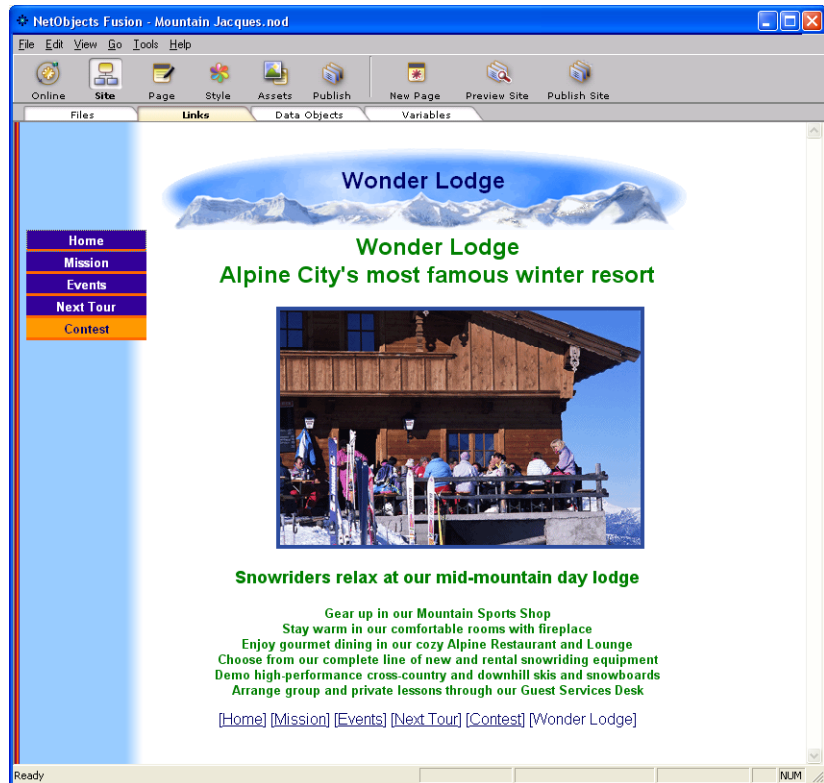 NetObjects Fusion - Mountain Jacques.nod
File Edit View Go Tools Help
Online Site Page Style Assets Publish New Page Preview Site Publish Site
Files Links Data Objects Variables
Wonder Lodge
Home
Mission
Events
Next Tour
Contest
Wonder Lodge
Alpine City's most famous winter resort
Snowriders relax at our mid-mountain day lodge
Gear up in our Mountain Sports Shop
Stay warm in our comfortable rooms with fireplace
Enjoy gourmet dining in our cozy Alpine Restaurant and Lounge
Choose from our complete line of new and rental snowriding equipment
Demo high-performance cross-country and downhill skis and snowboards
Arrange group and private lessons through our Guest Services Desk
[Home] [Mission] [Events] [Next Tour] [Contest] [Wonder Lodge]
Ready NUM